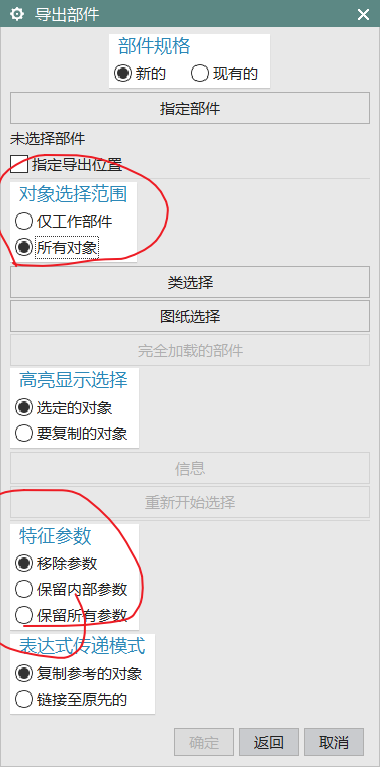 导出部件
部件规格
新的 现有的
指定部件
未选择部件
指定导出位置
对象选择范围
仅工作部件
所有对象
类选择
图纸选择
完全加载的部件
高亮显示选择
选定的对象
要复制的对象
信息
重新开始选择
特征参数
移除参数
保留内部参数
保留所有参数
表达式传递模式
复制参考的对象
链接至原先的
确定 返回 取消